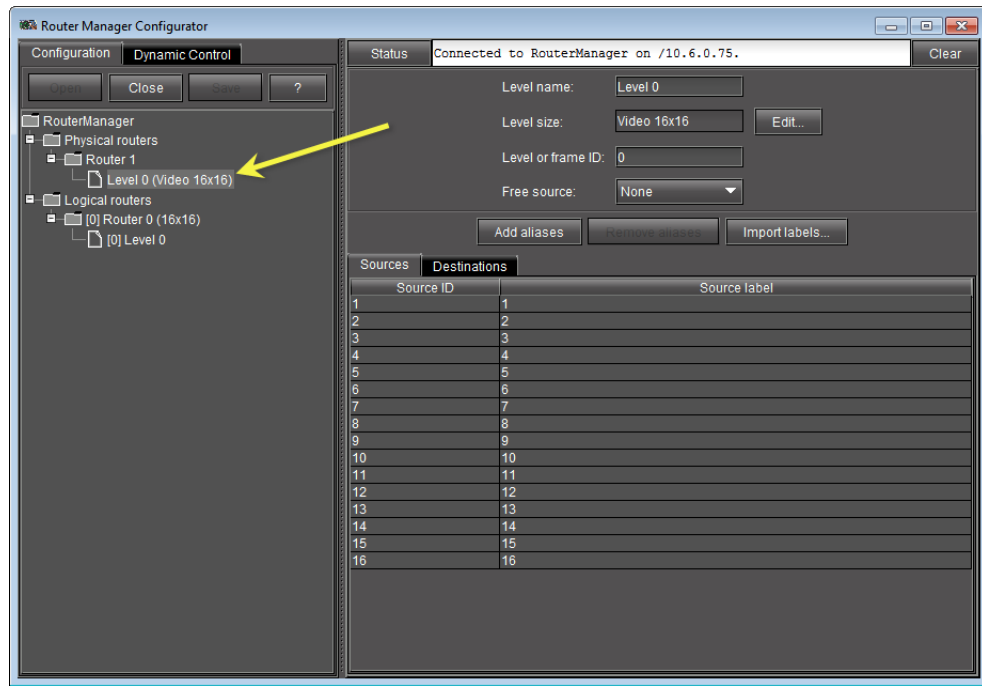 Router Manager Configurator
Configuration Dynamic Control
Open Close Save ?
RouterManager
Physical routers
Router 1
Level 0 (Video 16x16)
Logical routers
[0] Router 0 (16x16)
[0] Level 0
Status Connected to RouterManager on /10.6.0.75. Clear
Level name: Level 0
Level size: Video 16x16 Edit...
Level or frame ID: 0
Free source: None
Add aliases Remove aliases Import labels...
Sources Destinations
Source ID Source label
1 1
2 2
3 3
4 4
5 5
6 6
7 7
8 8
9 9
10 10
11 11
12 12
13 13
14 14
15 15
16 16